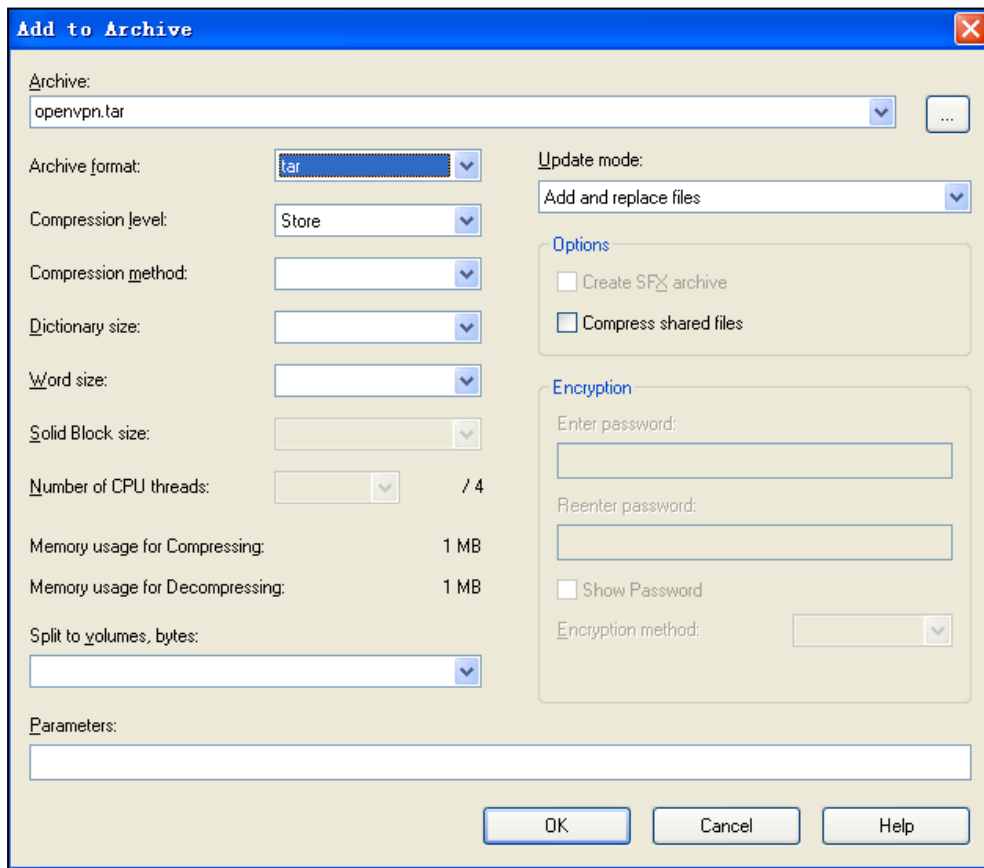 Add to Archive
Archive:
openvpn.tar
...
Archive format:
tar
Compression level:
Store
Compression method:
Dictionary size:
Word size:
Solid Block size:
Number of CPU threads:
/ 4
Memory usage for Compressing:
1 MB
Memory usage for Decompressing:
1 MB
Split to volumes, bytes:
Update mode:
Add and replace files
Options
Create SFX archive
Compress shared files
Encryption
Enter password:
Reenter password:
Show Password
Encryption method:
Parameters:
OK
Cancel
Help